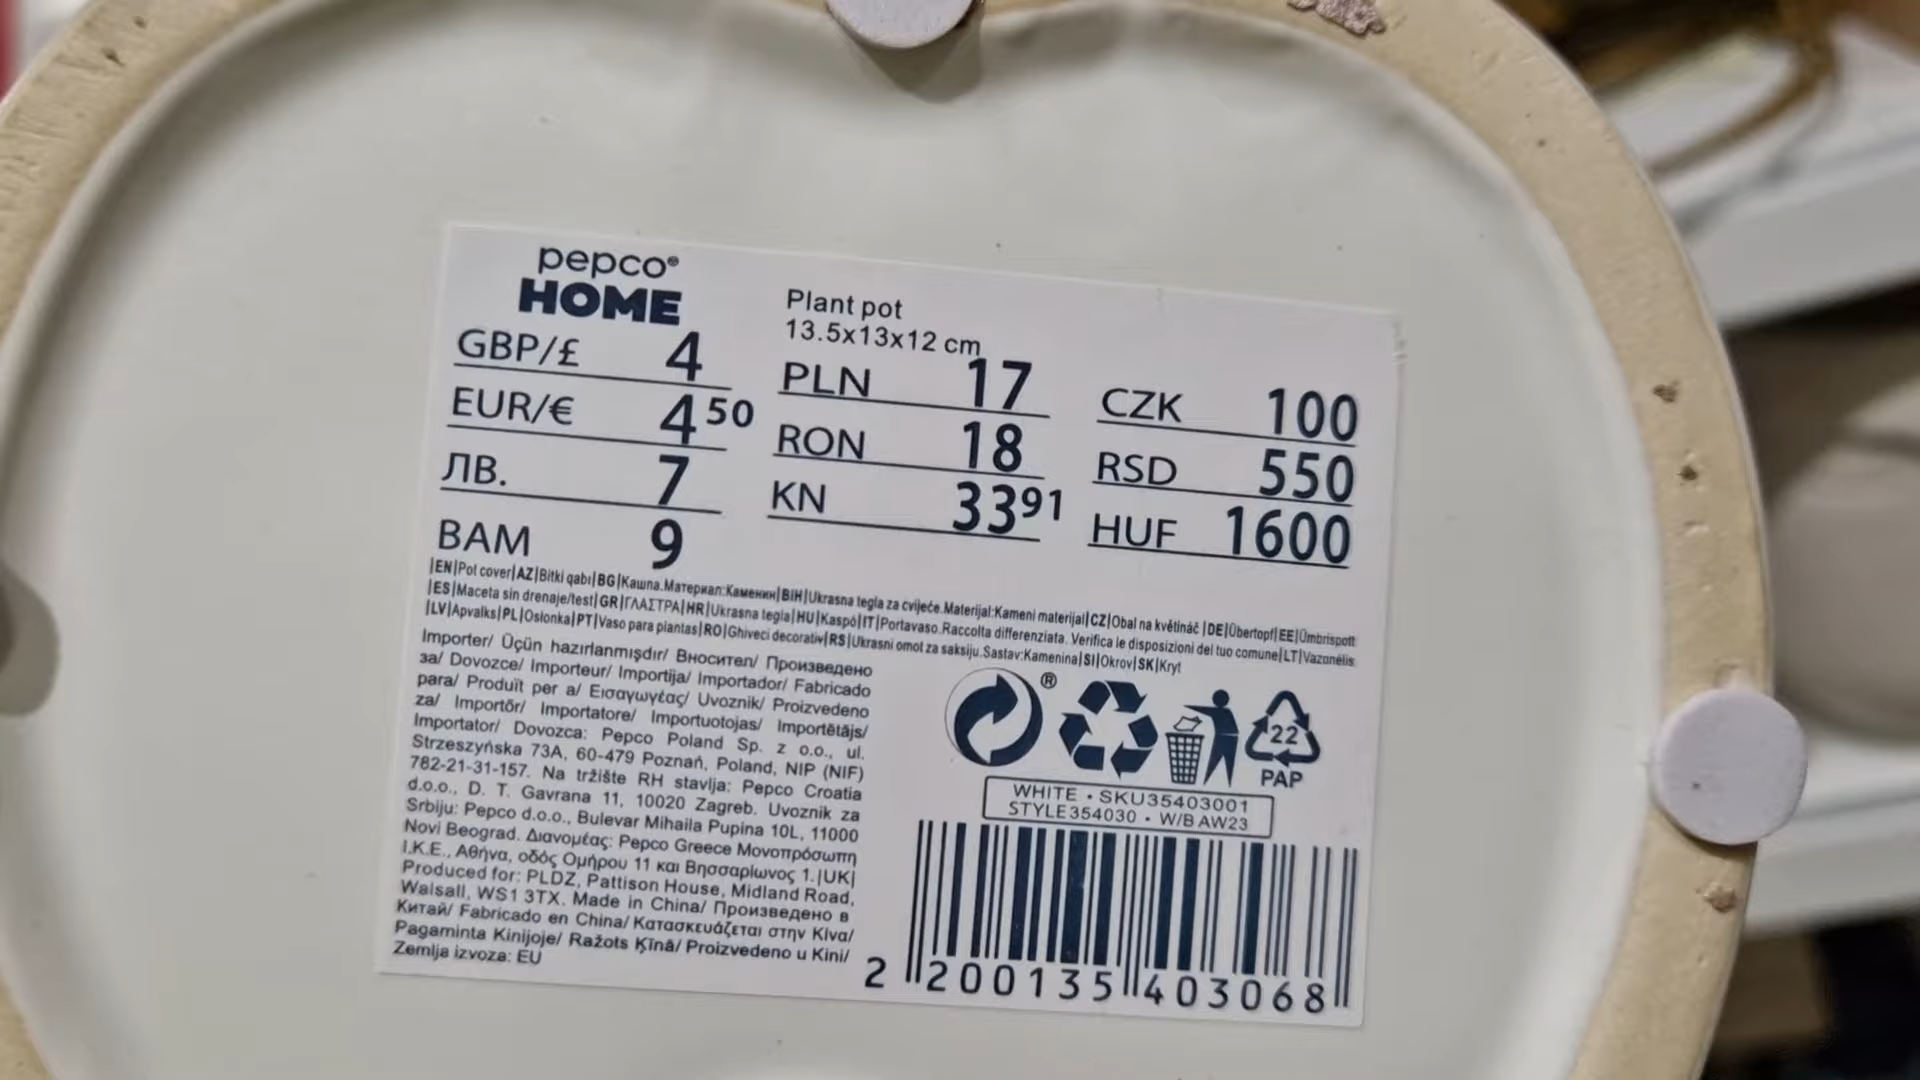 pepco®
HOME
Plant pot
13.5x13x12 cm
GBP/£ 4
EUR/€ 4 50
ЛВ. 7
BAM 9
PLN 17
RON 18
KN 33 91
CZK 100
RSD 550
HUF 1600
|EN|Pot cover|AZ|Bitki qabı|BG|Кашпа.Материал:Каменин|BIH|Ukrasna tegla za cvijeće.Materijal:Kameni materijal|CZ|Obal na květináč |DE|Übertopf|EE|Ümbrispott
|ES|Maceta sin drenaje/test|GR|ΓΛΑΣΤΡΑ|HR|Ukrasna tegla|HU|Kaspó|IT|Portavaso.Raccolta differenziata. Verifica le disposizioni del tuo comune|LT|Vazonėlis
|LV|Apvalks|PL|Osłonka|PT|Vaso para plantas|RO|Ghiveci decorativ|RS|Ukrasni omot za saksiju.Sastav:Kamenina|SI|Okrov|SK|Kryt
Importer/ Üçün hazırlanmışdır/ Вносител/ Произведено
за/ Dovozce/ Importeur/ Importija/ Importador/ Fabricado
para/ Produït per a/ Εισαγωγέας/ Uvoznik/ Proizvedeno
za/ Importőr/ Importatore/ Importuotojas/ Importētājs/
Importator/ Dovozca: Pepco Poland Sp. z o.o., ul.
Strzeszyńska 73A, 60-479 Poznań, Poland, NIP (NIF)
782-21-31-157. Na tržište RH stavlja: Pepco Croatia
d.o.o., D. T. Gavrana 11, 10020 Zagreb. Uvoznik za
Srbiju: Pepco d.o.o., Bulevar Mihaila Pupina 10L, 11000
Novi Beograd. Διανομέας: Pepco Greece Μονοπρόσωπη
Ι.Κ.Ε., Αθήνα, οδός Ομήρου 11 και Βησσαρίωνος 1.|UK|
Produced for: PLDZ, Pattison House, Midland Road,
Walsall, WS1 3TX. Made in China/ Произведено в
Китай/ Fabricado en China/ Κατασκευάζεται στην Κίνα/
Pagaminta Kinijoje/ Ražots Ķīnā/ Proizvedeno u Kini/
Zemlja izvoza: EU
®
22
PAP
WHITE • SKU35403001
STYLE354030 • W/B AW23
2 200135 403068